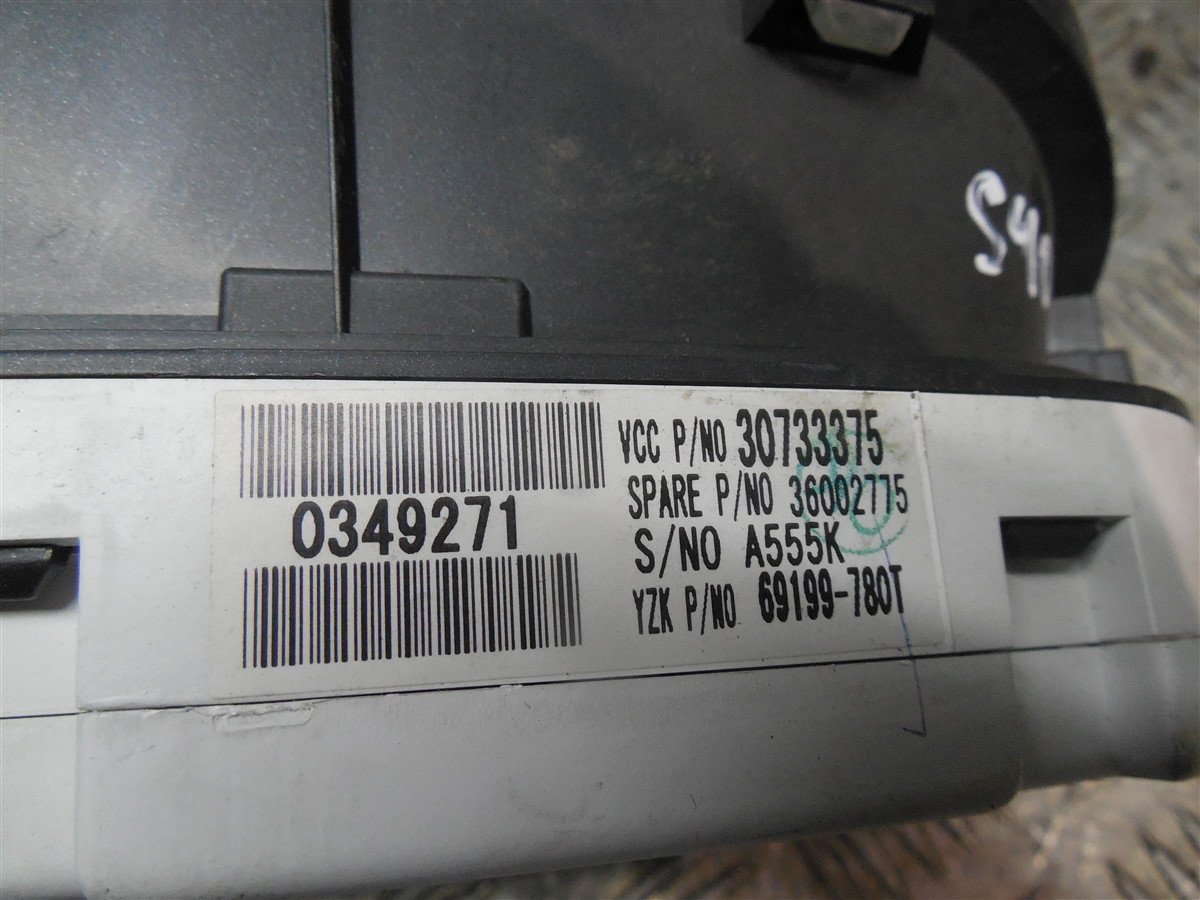 VCC P/NO 30733375
SPARE P/NO 36002775
0349271
S/NO A555K
YZK P/NO 69199-780T